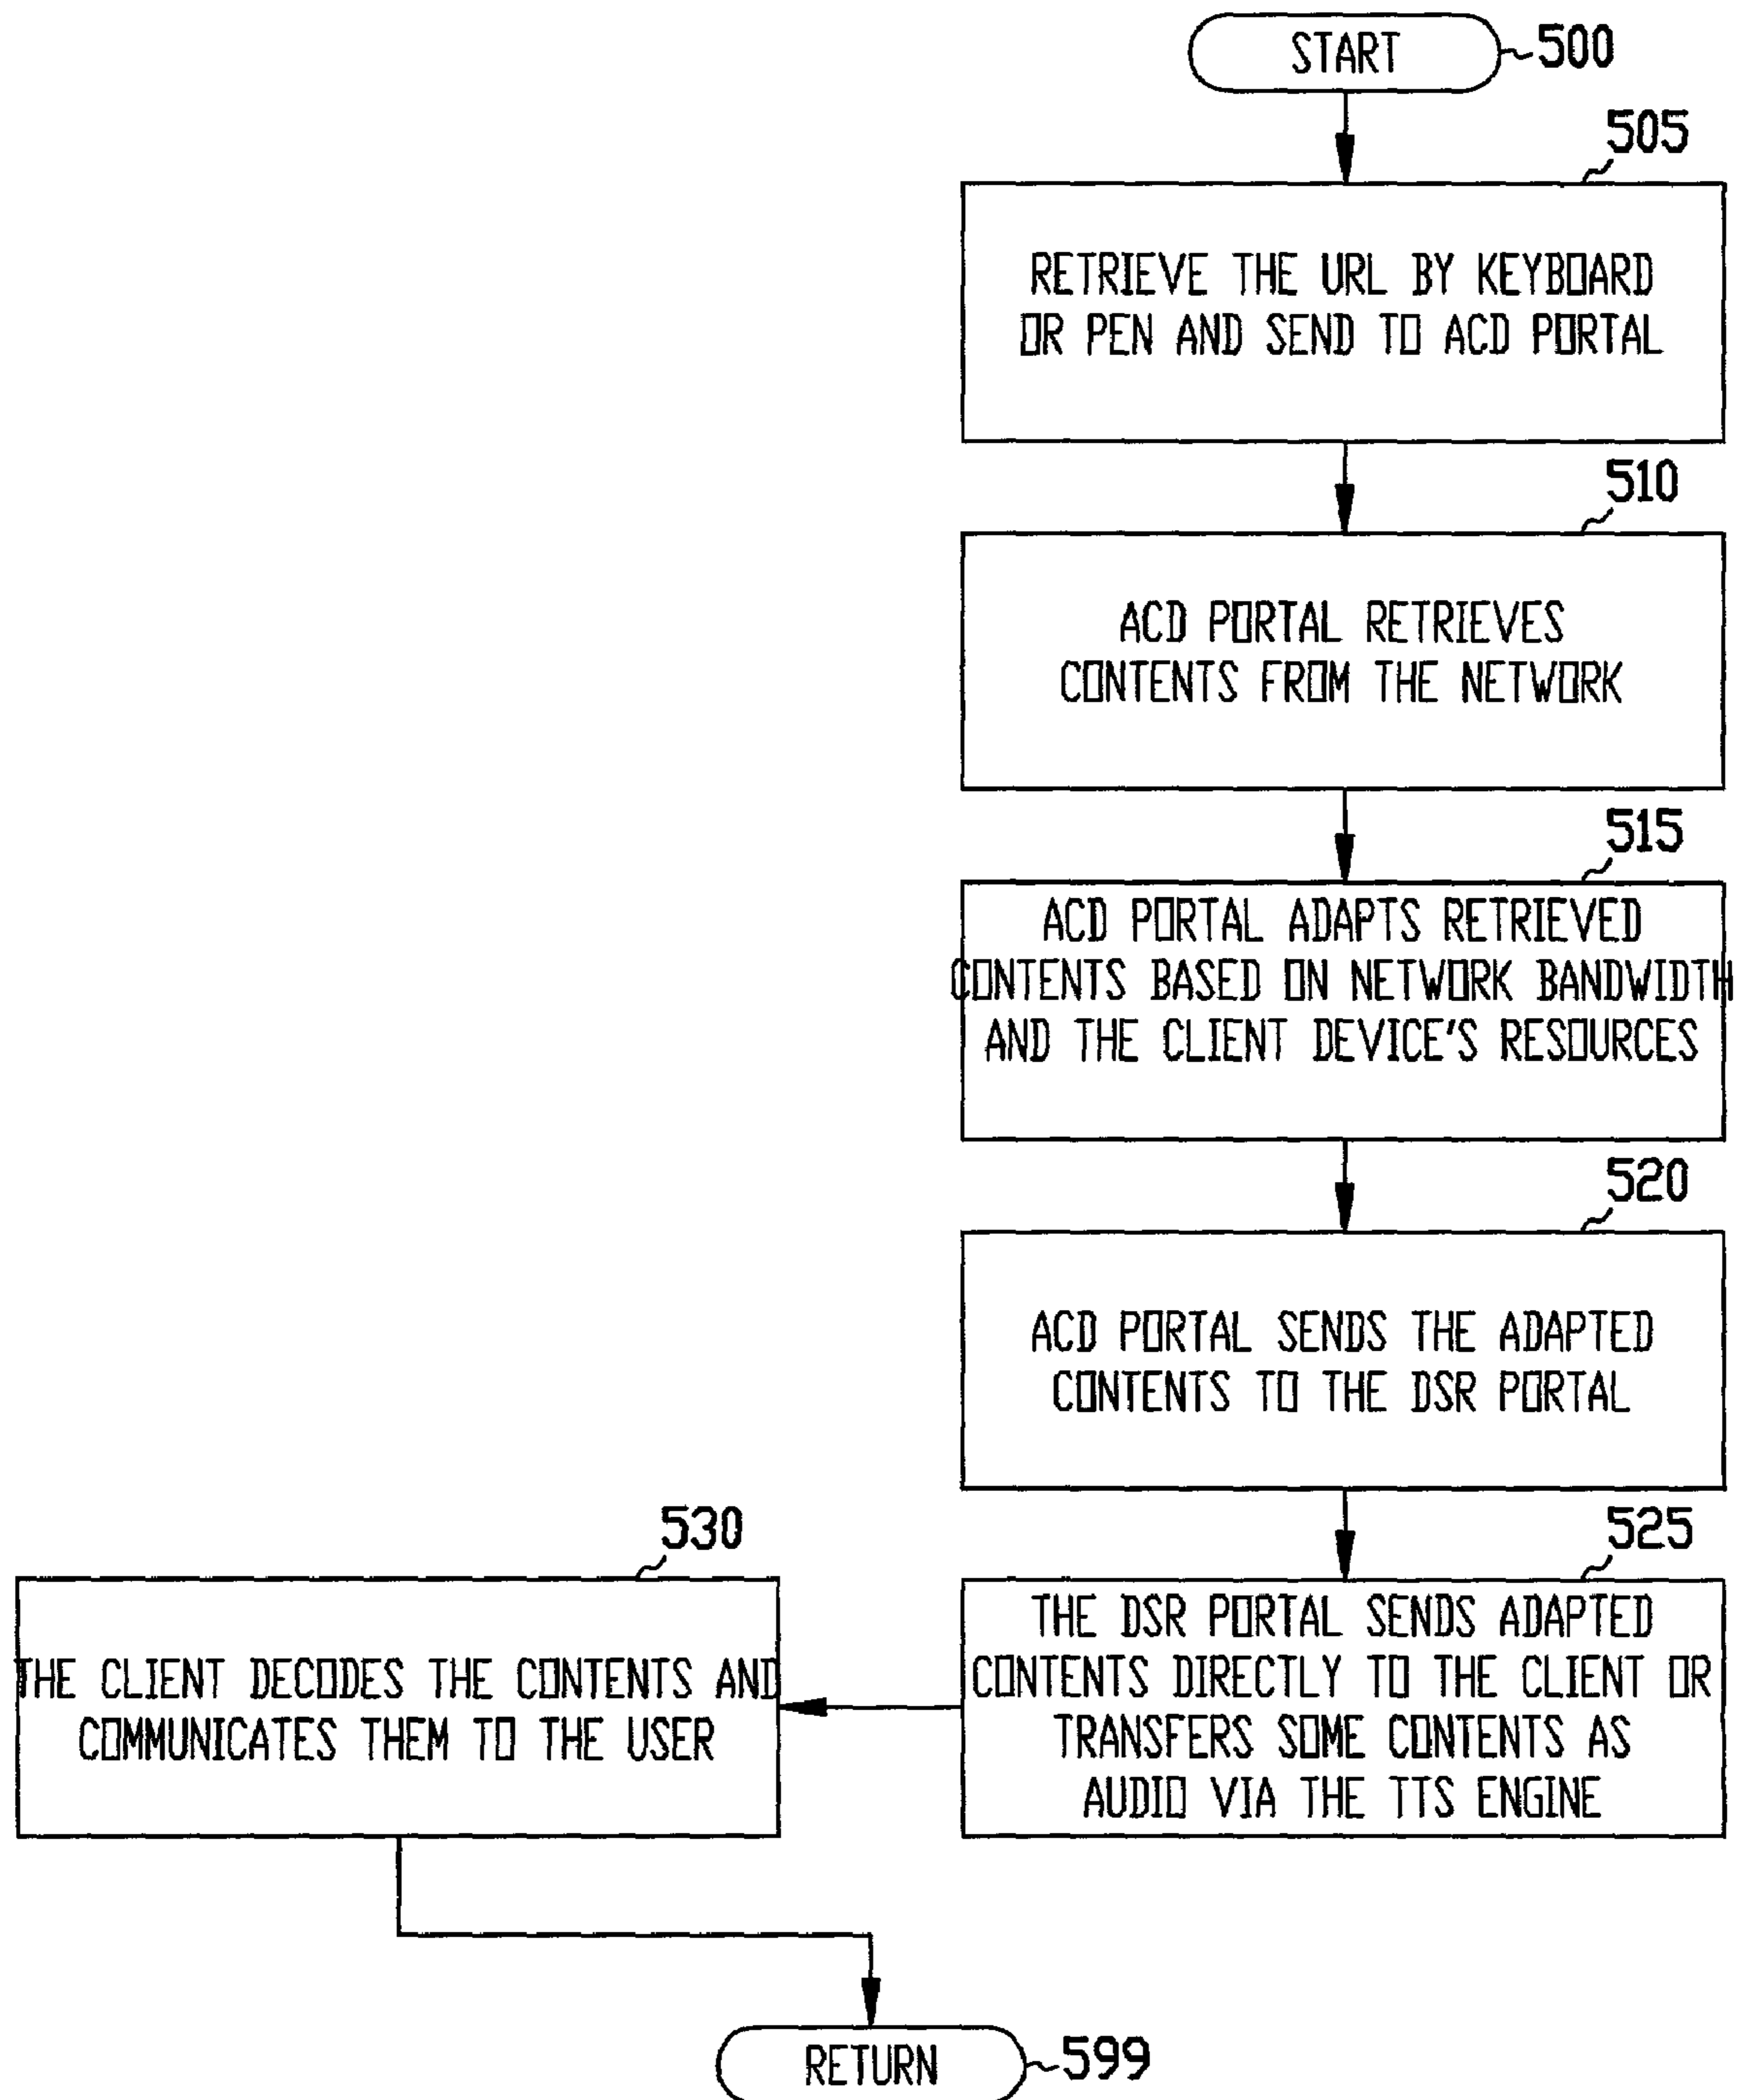 START
500
505
RETRIEVE THE URL BY KEYBOARD
OR PEN AND SEND TO ACD PORTAL
510
ACD PORTAL RETRIEVES
CONTENTS FROM THE NETWORK
515
ACD PORTAL ADAPTS RETRIEVED
CONTENTS BASED ON NETWORK BANDWIDTH
AND THE CLIENT DEVICE'S RESOURCES
520
ACD PORTAL SENDS THE ADAPTED
CONTENTS TO THE DSR PORTAL
525
THE DSR PORTAL SENDS ADAPTED
CONTENTS DIRECTLY TO THE CLIENT OR
TRANSFERS SOME CONTENTS AS
AUDIO VIA THE TTS ENGINE
530
THE CLIENT DECODES THE CONTENTS AND
COMMUNICATES THEM TO THE USER
RETURN
599